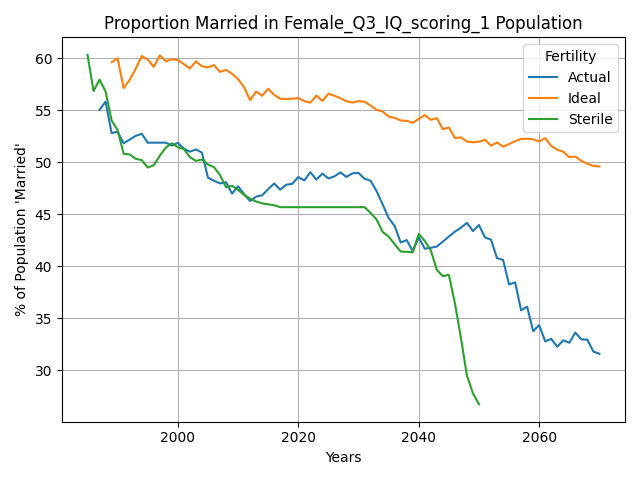 Proportion Married in Female_Q3_IQ_scoring_1 Population
% of Population 'Married'
60
55
50
45
40
35
30
Fertility
Actual
Ideal
Sterile
2000 2020 2040 2060
Years